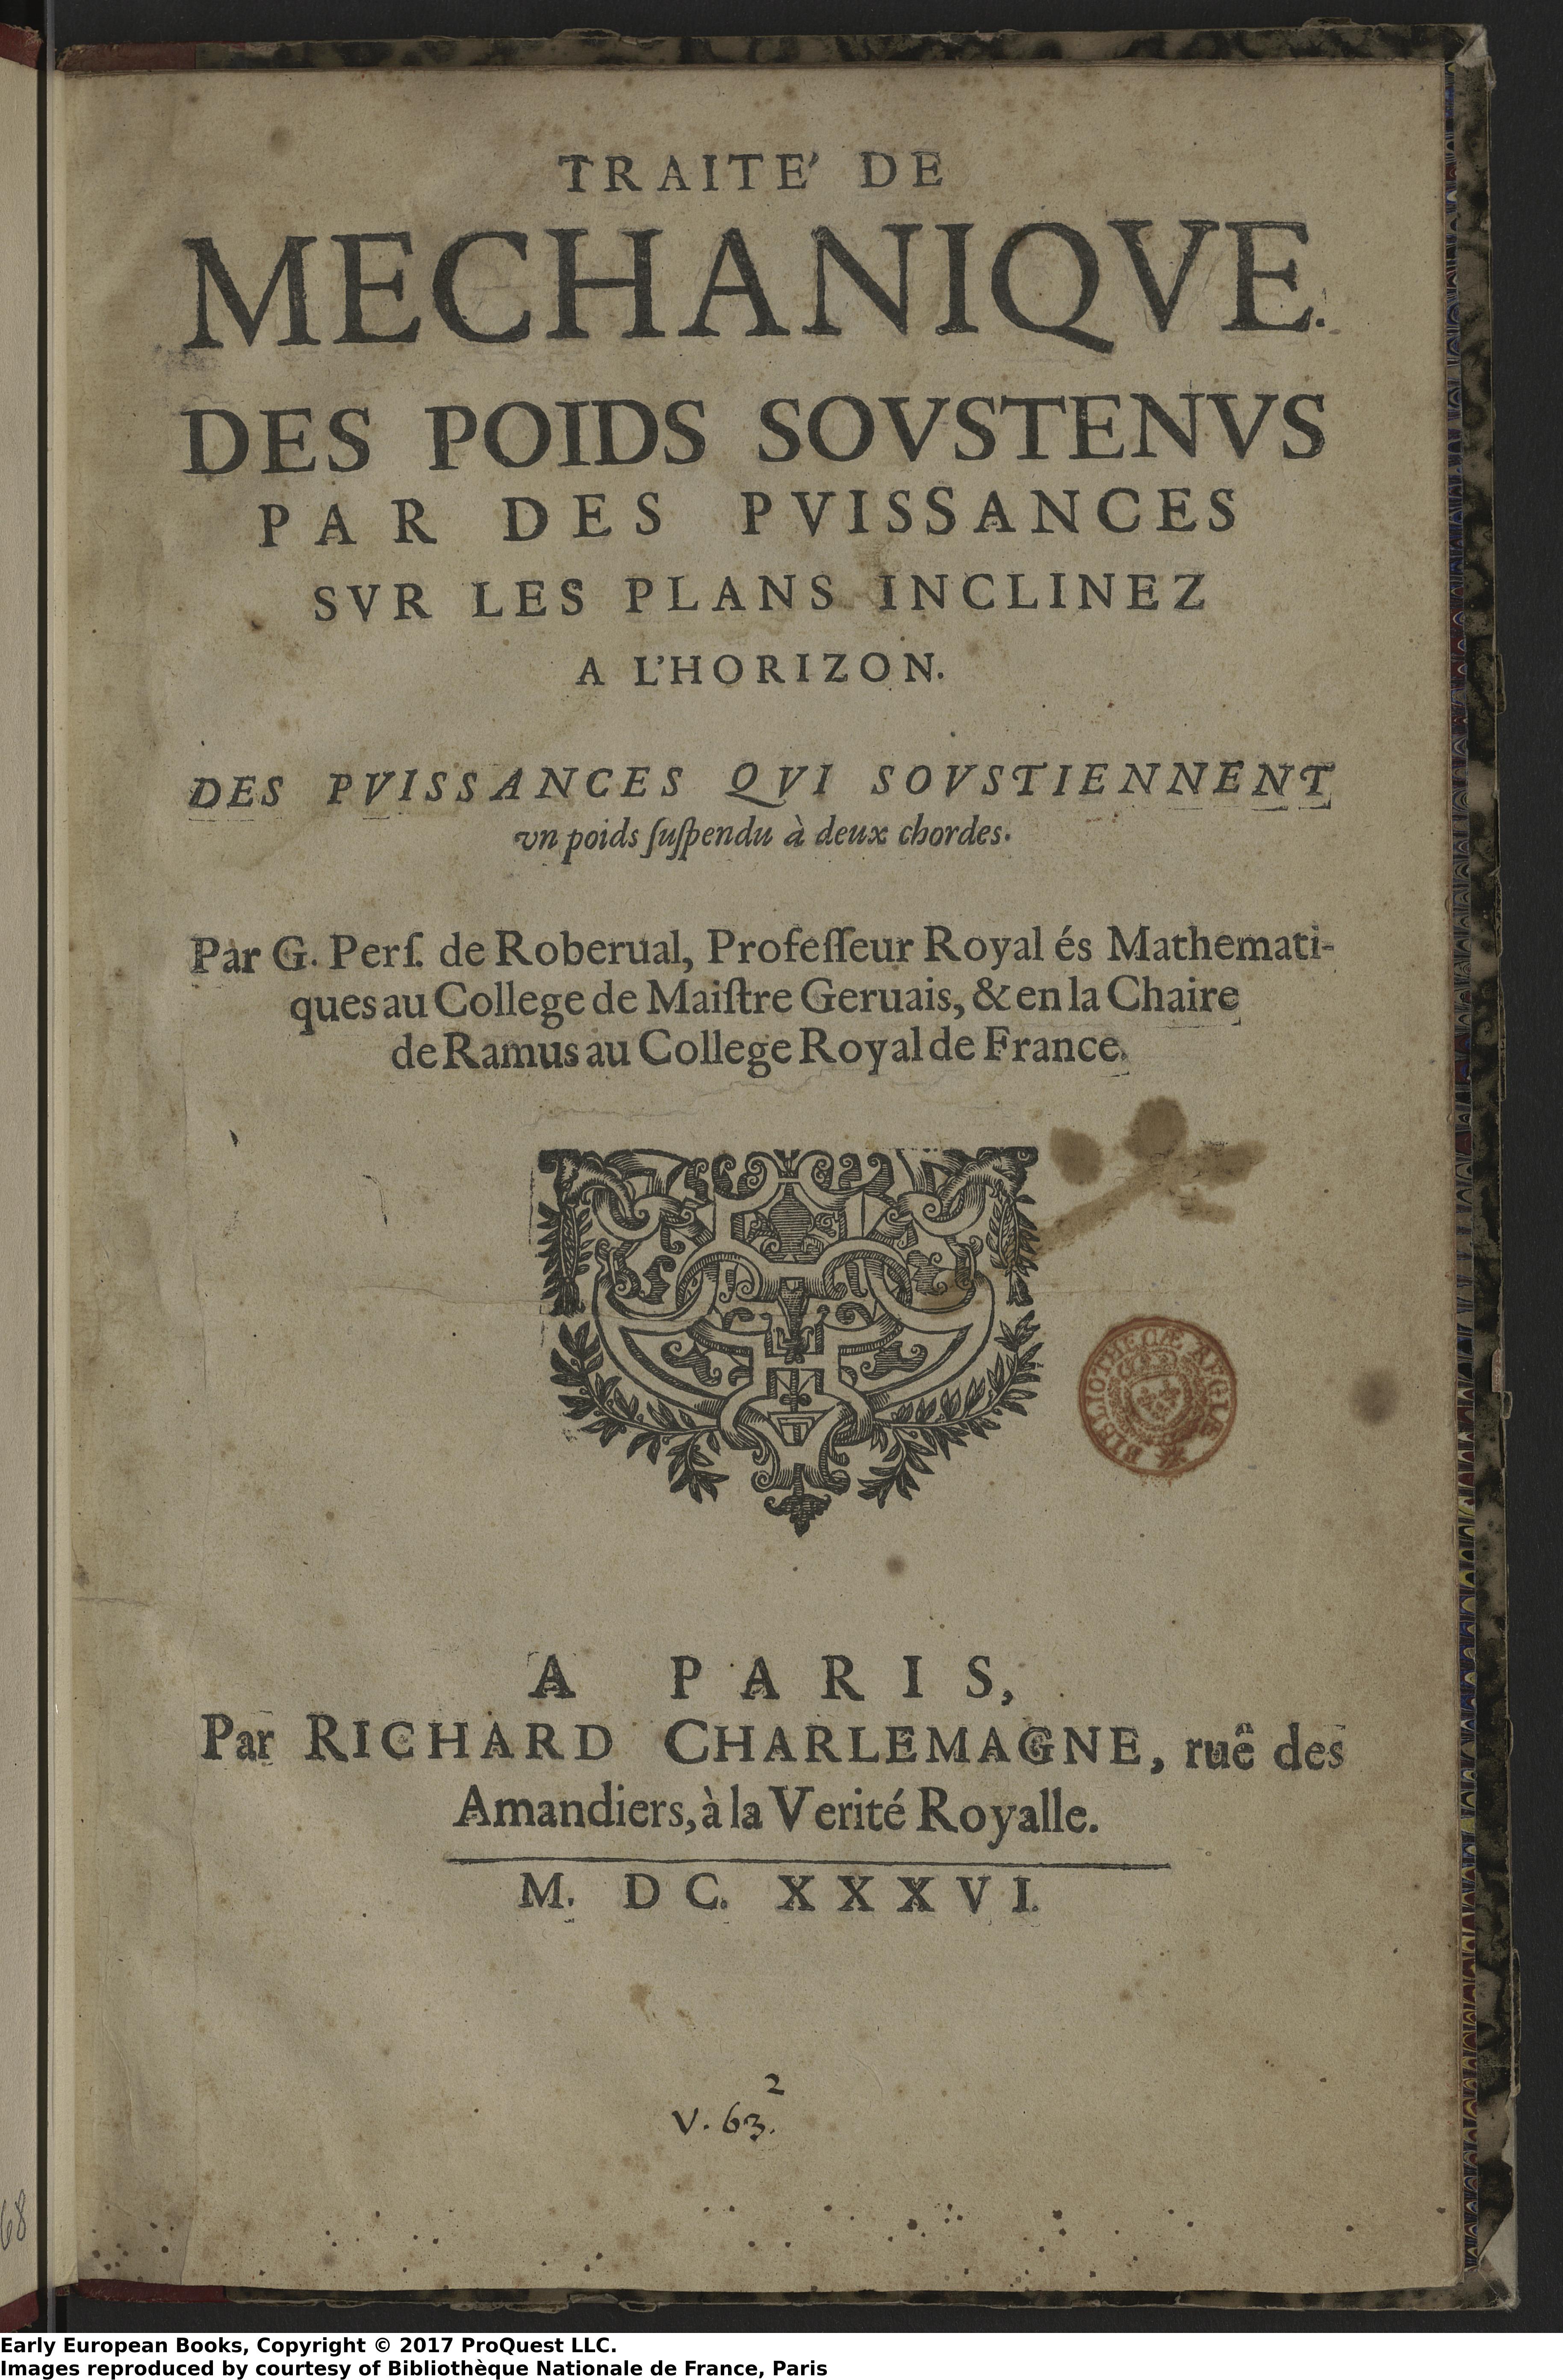 TRAITE' DE
MECHANIQVE.
DES POIDS SOVSTENVS
PAR DES PVISSANCES
SVR LES PLANS INCLINEZ
A L'HORIZON.
DES PVISSANCES QVI SOVSTIENNENT
vn poids ſuſpendu à deux chordes.
Par G. Perſ. de Roberual, Profeſſeur Royal és Mathemati-
ques au College de Maiſtre Geruais, & en la Chaire
de Ramus au College Royal de France.
BIBLIOTHECÆ REGIÆ
A PARIS,
Par RICHARD CHARLEMAGNE, ruë des
Amandiers, à la Verité Royalle.
M. DC. XXXVI.
2
V. 63.
68
Early European Books, Copyright © 2017 ProQuest LLC.
Images reproduced by courtesy of Bibliothèque Nationale de France, Paris